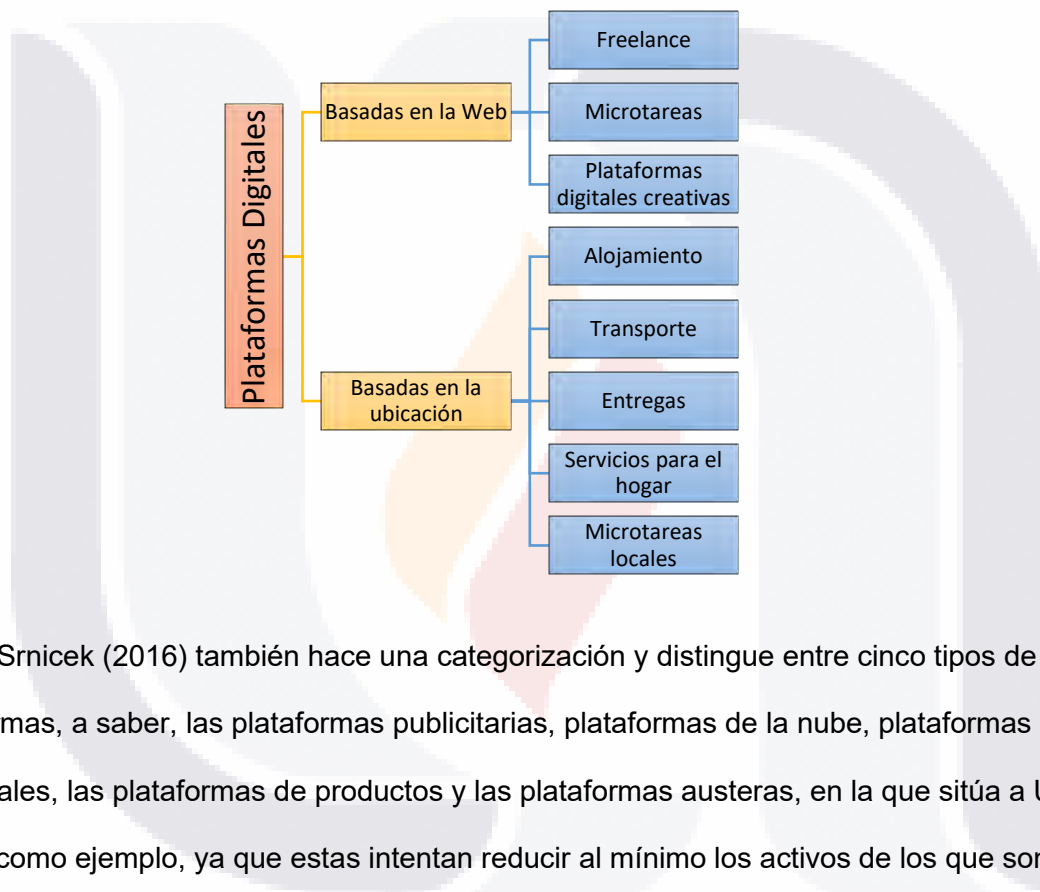 Plataformas Digitales
Basadas en la Web
Freelance
Microtareas
Plataformas
digitales creativas
Basadas en la
ubicación
Alojamiento
Transporte
Entregas
Servicios para el
hogar
Microtareas
locales
Srnicek (2016) también hace una categorización y distingue entre cinco tipos de
rmas, a saber, las plataformas publicitarias, plataformas de la nube, plataformas
ales, las plataformas de productos y las plataformas austeras, en la que sitúa a U
como ejemplo, ya que estas intentan reducir al mínimo los activos de los que son